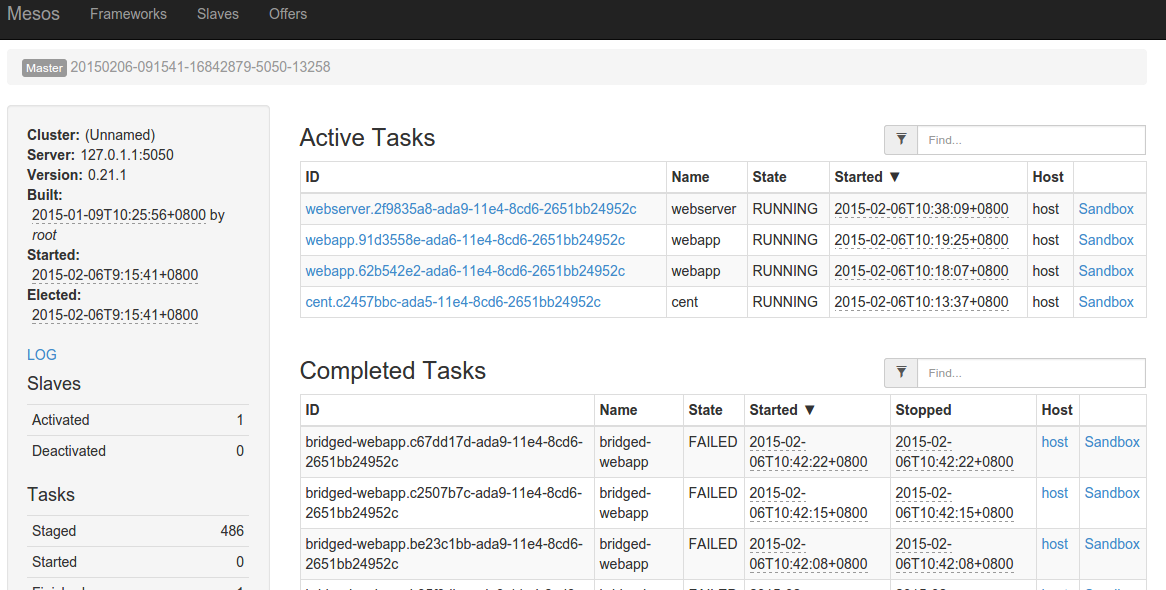 Mesos Frameworks Slaves Offers
Master 20150206-091541-16842879-5050-13258
Cluster: (Unnamed)
Server: 127.0.1.1:5050
Version: 0.21.1
Built:
2015-01-09T10:25:56+0800 by
root
Started:
2015-02-06T9:15:41+0800
Elected:
2015-02-06T9:15:41+0800
LOG
Slaves
Activated 1
Deactivated 0
Tasks
Staged 486
Started 0
Active Tasks
Find...
ID Name State Started ▼ Host
webserver.2f9835a8-ada9-11e4-8cd6-2651bb24952c webserver RUNNING 2015-02-06T10:38:09+0800 host Sandbox
webapp.91d3558e-ada6-11e4-8cd6-2651bb24952c webapp RUNNING 2015-02-06T10:19:25+0800 host Sandbox
webapp.62b542e2-ada6-11e4-8cd6-2651bb24952c webapp RUNNING 2015-02-06T10:18:07+0800 host Sandbox
cent.c2457bbc-ada5-11e4-8cd6-2651bb24952c cent RUNNING 2015-02-06T10:13:37+0800 host Sandbox
Completed Tasks
Find...
ID Name State Started ▼ Stopped Host
bridged-webapp.c67dd17d-ada9-11e4-8cd6- bridged- FAILED 2015-02- 2015-02- host Sandbox
2651bb24952c webapp 06T10:42:22+0800 06T10:42:22+0800
bridged-webapp.c2507b7c-ada9-11e4-8cd6- bridged- FAILED 2015-02- 2015-02- host Sandbox
2651bb24952c webapp 06T10:42:15+0800 06T10:42:15+0800
bridged-webapp.be23c1bb-ada9-11e4-8cd6- bridged- FAILED 2015-02- 2015-02- host Sandbox
2651bb24952c webapp 06T10:42:08+0800 06T10:42:08+0800